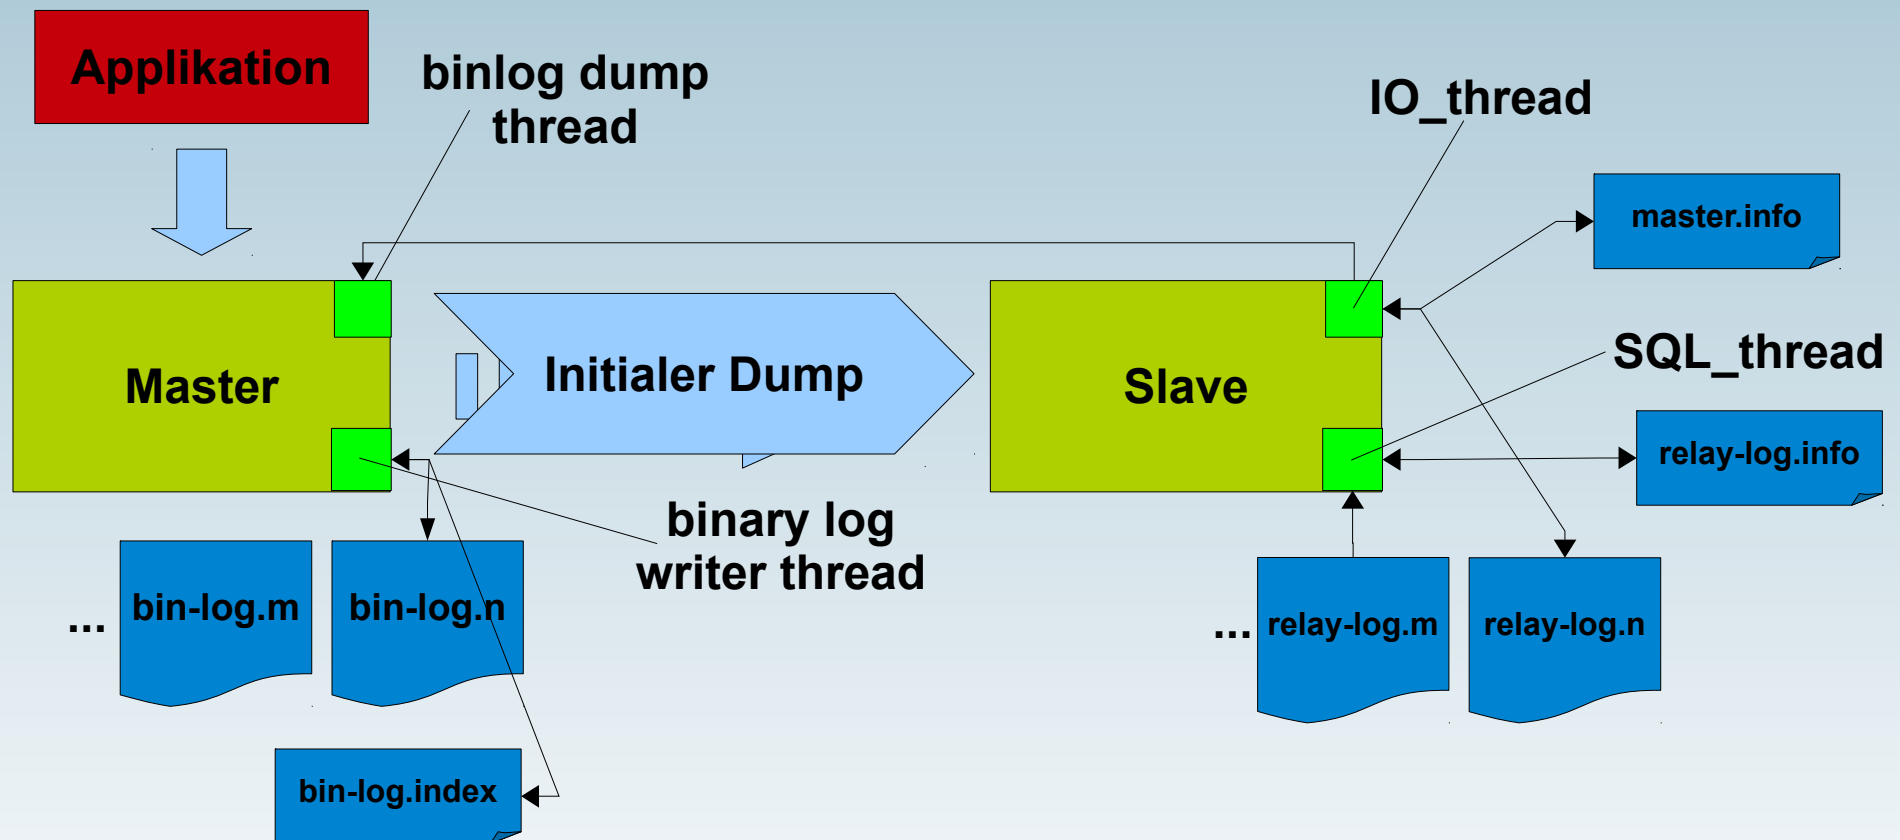 Applikation
binlog dump
thread
IO_thread
master.info
SQL_thread
Master
Initialer Dump
Slave
relay-log.info
binary log
writer thread
...
bin-log.m
bin-log.n
...
relay-log.m
relay-log.n
bin-log.index